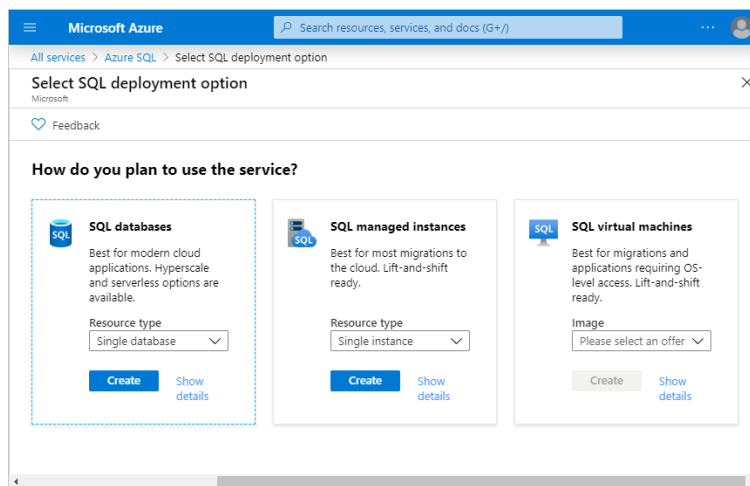 Microsoft Azure
Search resources, services, and docs (G+/)
...
All services > Azure SQL > Select SQL deployment option
Select SQL deployment option
Microsoft
Feedback
How do you plan to use the service?
SQL
SQL databases
Best for modern cloud
applications. Hyperscale
and serverless options are
available.
Resource type
Single database
Create
Show
details
SQL
SQL managed instances
Best for most migrations to
the cloud. Lift-and-shift
ready.
Resource type
Single instance
Create
Show
details
SQL
SQL virtual machines
Best for migrations and
applications requiring OS-
level access. Lift-and-shift
ready.
Image
Please select an offer
Create
Show
details